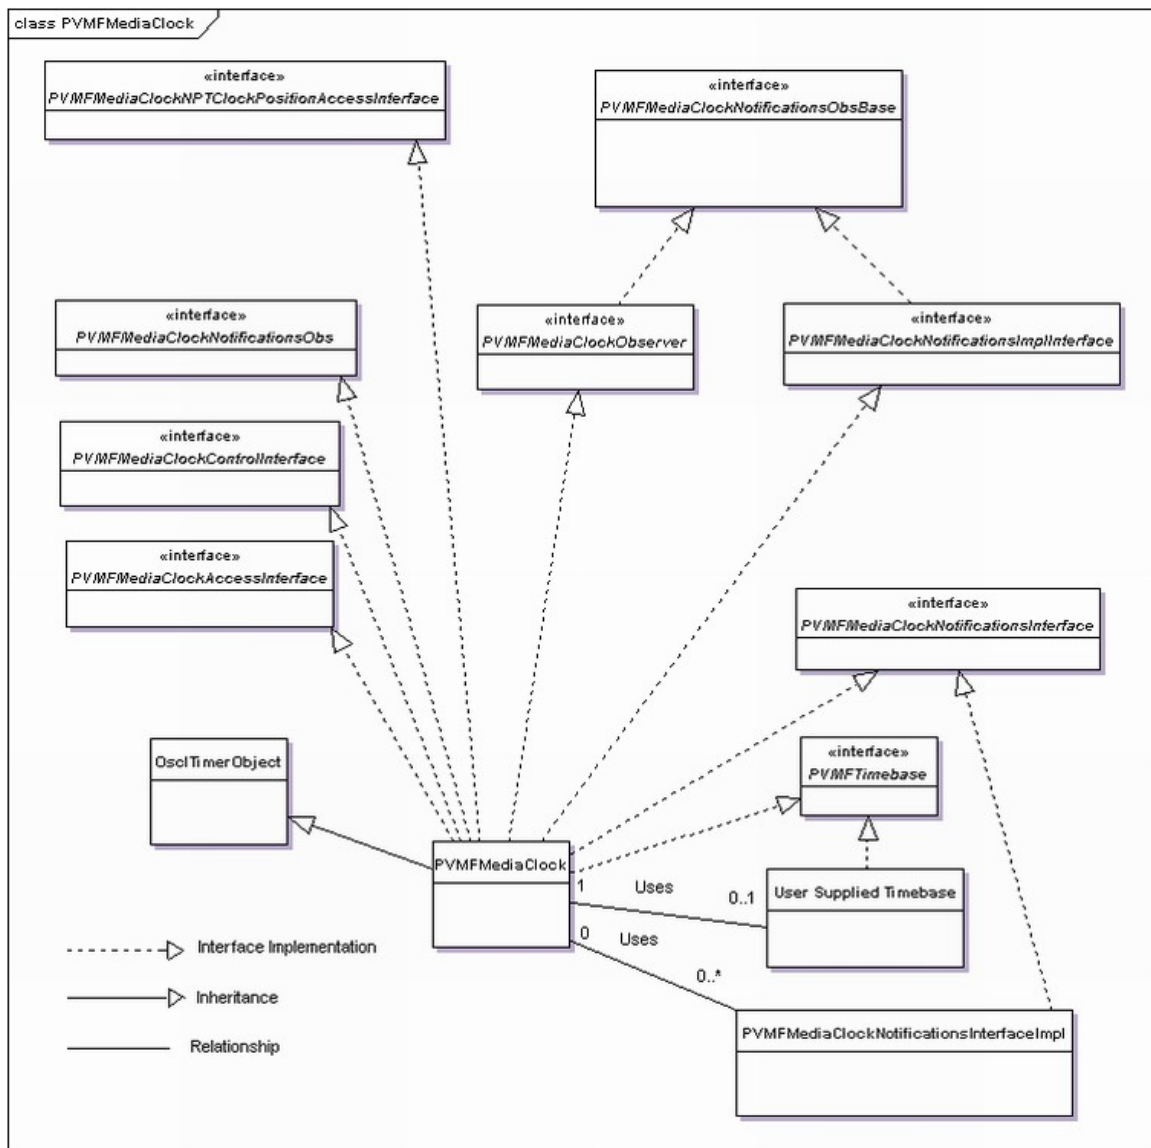 class PVMFMediaClock
«interface»
PVMFMediaClockNPTClockPositionAccessInterface
«interface»
PVMFMediaClockNotificationsObsBase
«interface»
PVMFMediaClockNotificationsObs
«interface»
PVMFMediaClockObserver
«interface»
PVMFMediaClockNotificationsImplInterface
«interface»
PVMFMediaClockControlInterface
«interface»
PVMFMediaClockAccessInterface
«interface»
PVMFMediaClockNotificationsInterface
OsclTimerObject
«interface»
PVMFTimebase
PVMFMediaClock
1
Uses
0..1
User Supplied Timebase
0
Uses
0..*
PVMFMediaClockNotificationsInterfaceImpl
Interface Implementation
Inheritance
Relationship